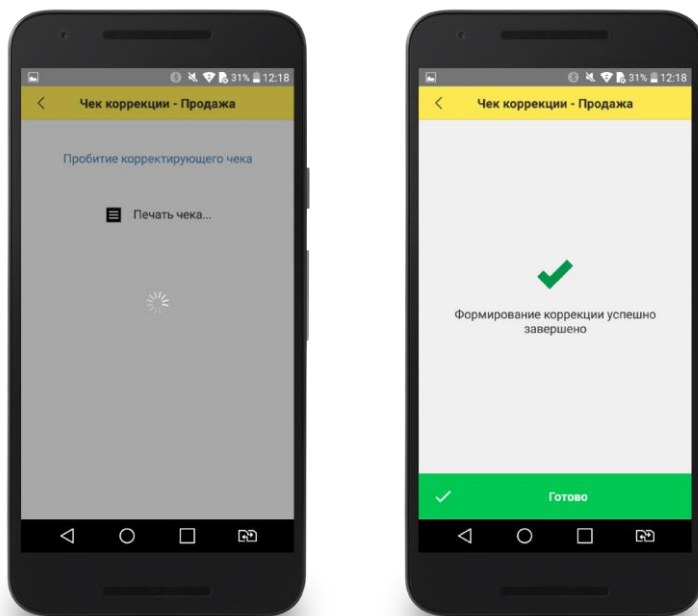 31% 12:18
Чек коррекции - Продажа
Пробитие корректирующего чека
Печать чека...
31% 12:18
Чек коррекции - Продажа
Формирование коррекции успешно
завершено
Готово